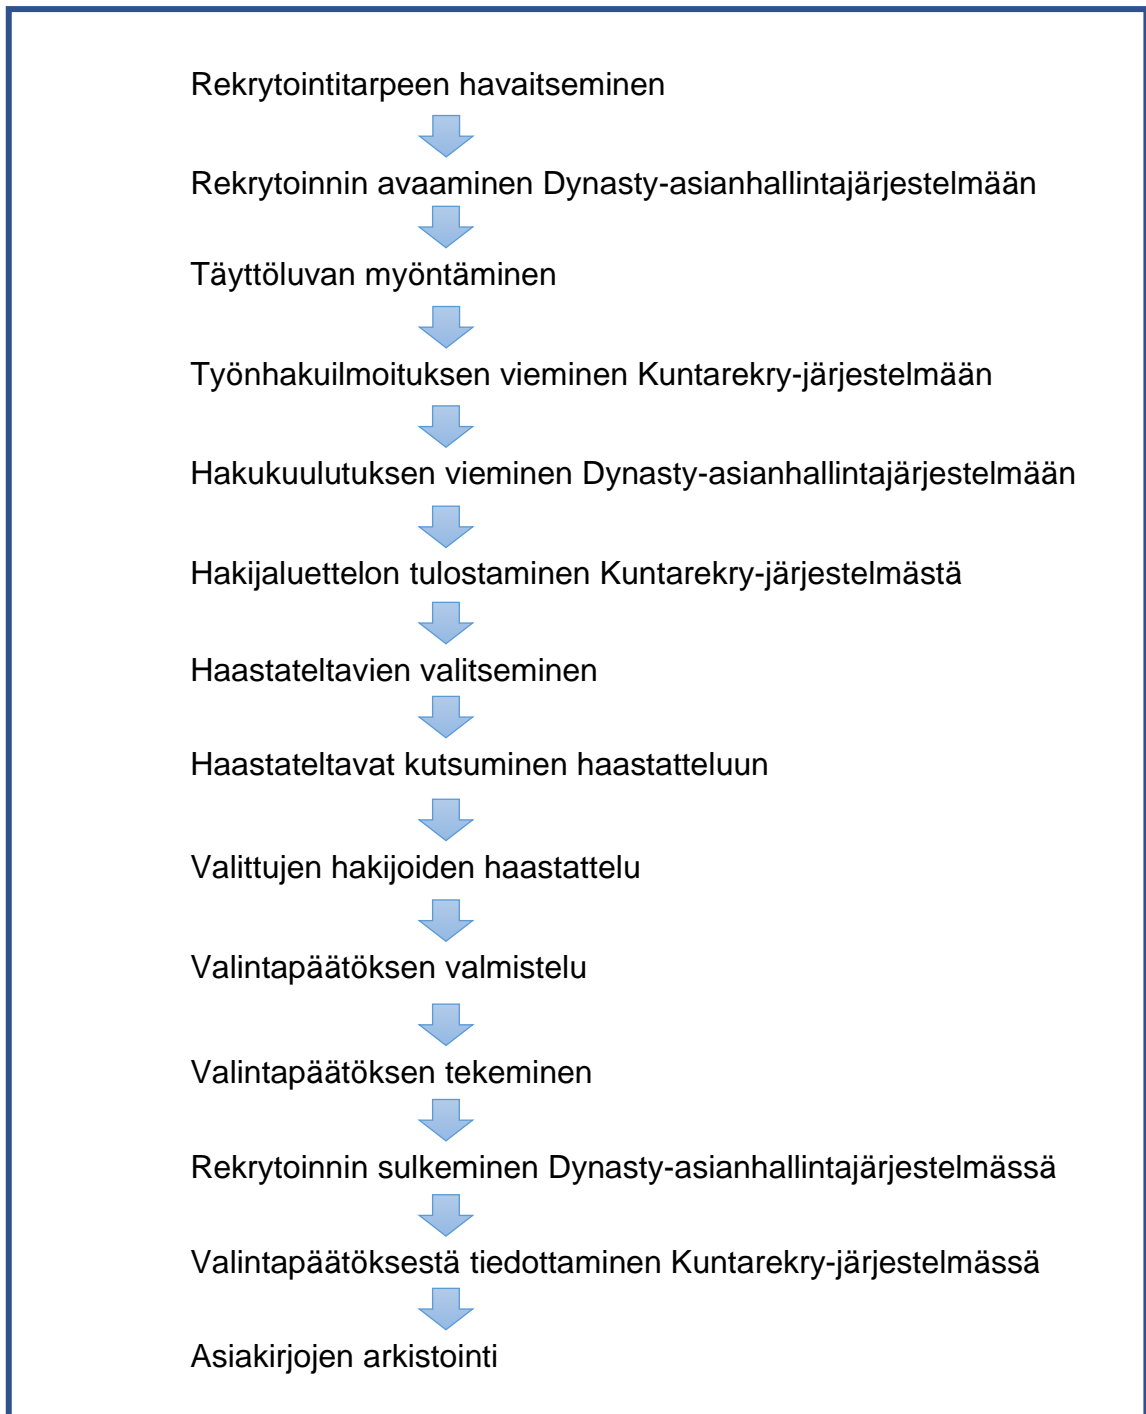 Rekrytointitarpeen havaitseminen
Rekrytoinnin avaaminen Dynasty-asianhallintajärjestelmään
Täyttöluvan myöntäminen
Työnhakuilmoituksen vieminen Kuntarekry-järjestelmään
Hakukuulutuksen vieminen Dynasty-asianhallintajärjestelmään
Hakijaluettelon tulostaminen Kuntarekry-järjestelmästä
Haastateltavien valitseminen
Haastateltavat kutsuminen haastatteluun
Valittujen hakijoiden haastattelu
Valintapäätöksen valmistelu
Valintapäätöksen tekeminen
Rekrytoinnin sulkeminen Dynasty-asianhallintajärjestelmässä
Valintapäätöksestä tiedottaminen Kuntarekry-järjestelmässä
Asiakirjojen arkistointi